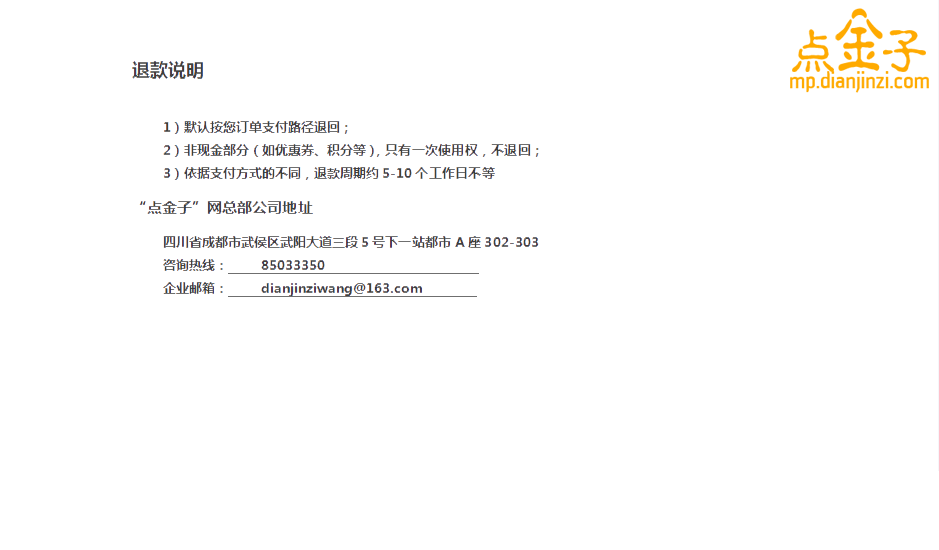 点金子
mp.dianjinzi.com
退款说明
1）默认按您订单支付路径退回；
2）非现金部分（如优惠券、积分等），只有一次使用权，不退回；
3）依据支付方式的不同，退款周期约 5-10 个工作日不等
“点金子”网总部公司地址
四川省成都市武侯区武阳大道三段 5 号下一站都市 A 座 302-303
咨询热线： 85033350
企业邮箱： dianjinziwang@163.com